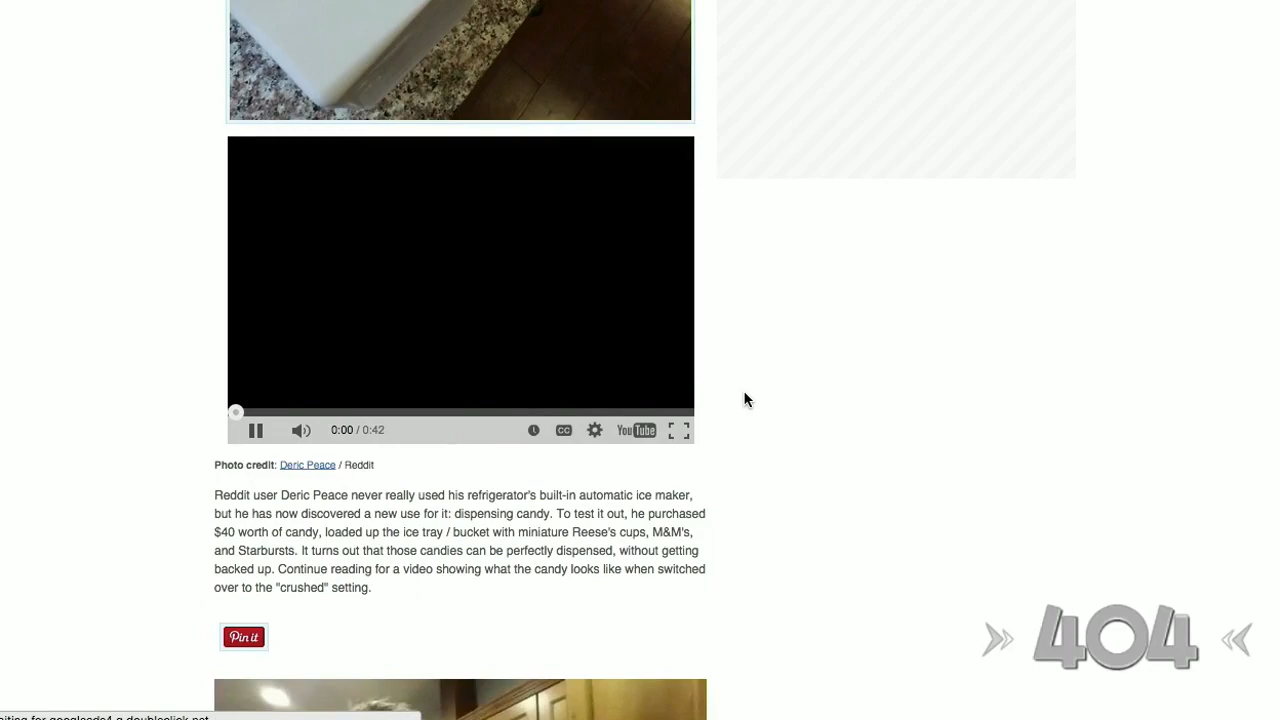 0:00 / 0:42
CC
YouTube
Photo credit: Deric Peace / Reddit
Reddit user Deric Peace never really used his refrigerator's built-in automatic ice maker,
but he has now discovered a new use for it: dispensing candy. To test it out, he purchased
$40 worth of candy, loaded up the ice tray / bucket with miniature Reese's cups, M&M's,
and Starbursts. It turns out that those candies can be perfectly dispensed, without getting
backed up. Continue reading for a video showing what the candy looks like when switched
over to the "crushed" setting.
404
Pin it